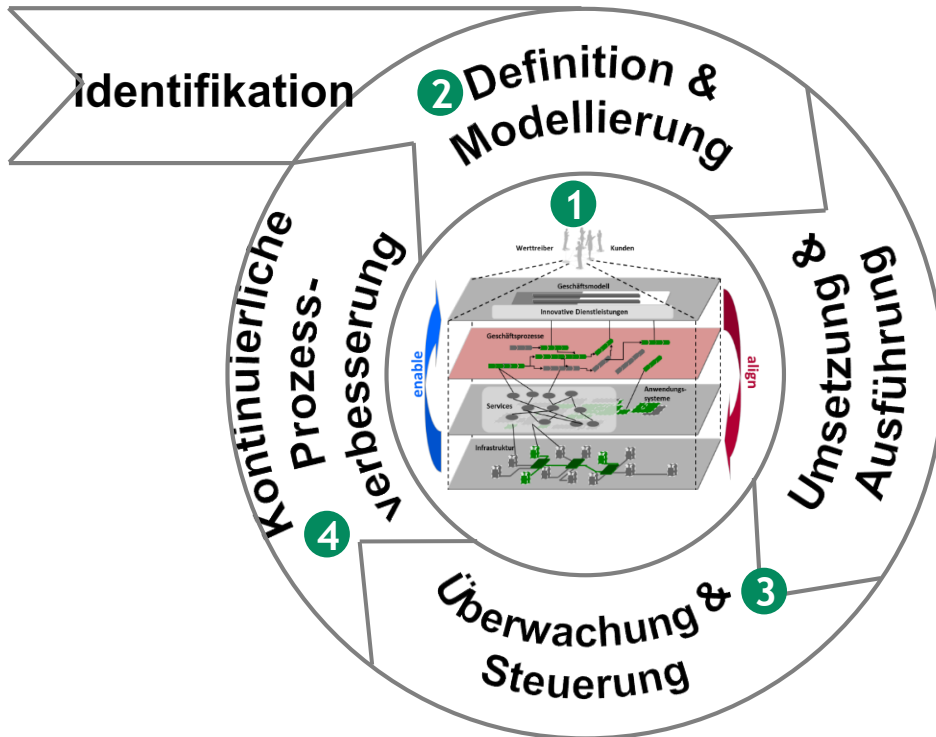 Identifikation
2
Definition &
Modellierung
Umsetzung &
Ausführung
3
Überwachung &
Steuerung
4
Kontinuierliche
Prozess-
verbesserung
1
Werttreiber
Kunden
Geschäftsmodell
Innovative Dienstleistungen
Geschäftsprozesse
Anwendungs-
systeme
Services
Infrastruktur
enable
align